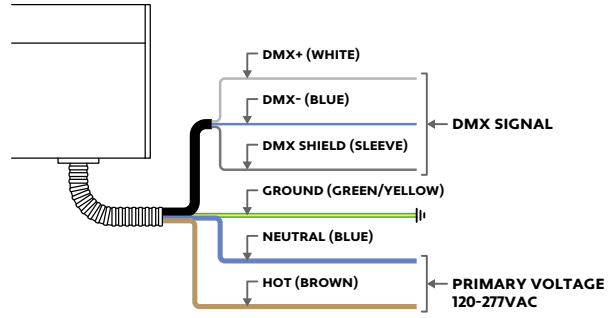 DMX+ (WHITE)
DMX- (BLUE)
DMX SIGNAL
DMX SHIELD (SLEEVE)
GROUND (GREEN/YELLOW)
NEUTRAL (BLUE)
HOT (BROWN)
PRIMARY VOLTAGE
120-277VAC